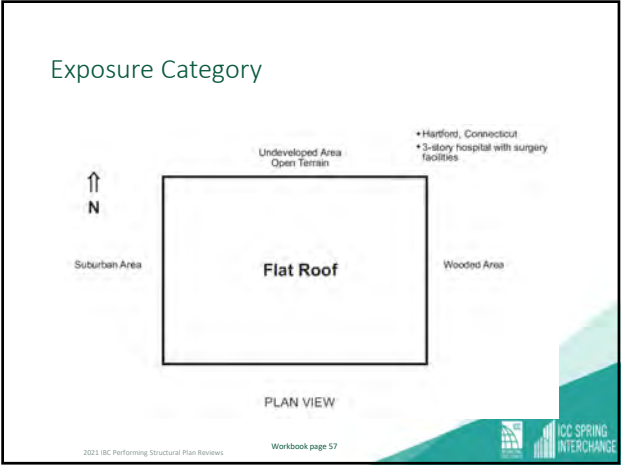 Exposure Category
• Hartford, Connecticut
• 3-story hospital with surgery
facilities
Undeveloped Area
Open Terrain
N
Suburban Area
Flat Roof
Wooded Area
PLAN VIEW
2021 IBC Performing Structural Plan Reviews
Workbook page 57
ICC SPRING
INTERCHANGE